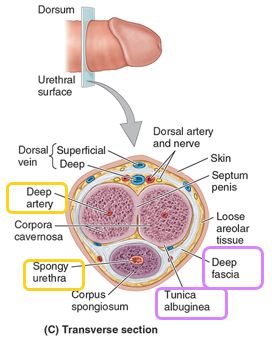 Dorsum
Urethral
surface
Dorsal artery
and nerve
Dorsal
vein
Superficial
Deep
Skin
Septum
penis
Deep
artery
Corpora
cavernosa
Loose
areolar
tissue
Spongy
urethra
Deep
fascia
Corpus
spongiosum
Tunica
albuginea
(C) Transverse section